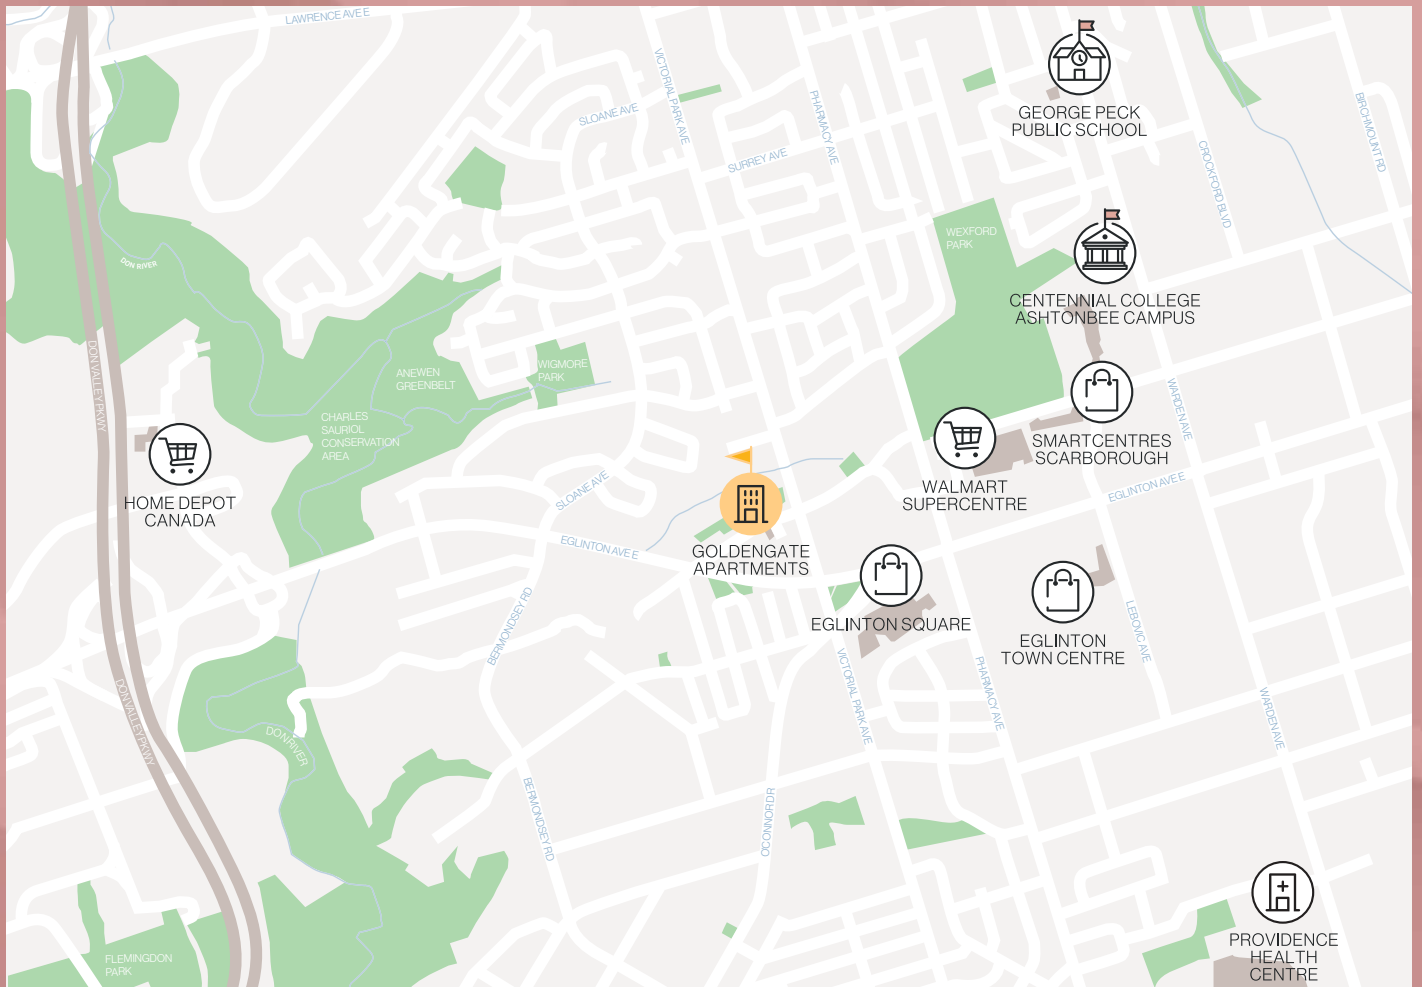 LAWRENCE AVE E
VICTORIAL PARK AVE
SLOANE AVE
PHARMACY AVE
SURREY AVE
GEORGE PECK
PUBLIC SCHOOL
BIRCHMOUNT RD
CROCKFORD BLVD
WEXFORD
PARK
DON RIVER
CENTENNIAL COLLEGE
ASHTONBEE CAMPUS
DON VALLEY PKWY
ANEWEN
GREENBELT
WIGMORE
PARK
CHARLES
SAURIOL
CONSERVATION
AREA
WARDEN AVE
SMARTCENTRES
SCARBOROUGH
WALMART
SUPERCENTRE
HOME DEPOT
CANADA
SLOANE AVE
EGLINTON AVE E
EGLINTON AVE E
GOLDENGATE
APARTMENTS
BERMONDSEY RD
EGLINTON SQUARE
EGLINTON
TOWN CENTRE
LEBOVIC AVE
VICTORIAL PARK AVE
PHARMACY AVE
WARDEN AVE
DON VALLEY PKWY
DON RIVER
BERMONDSEY RD
OCONNOR DR
FLEMINGDON
PARK
PROVIDENCE
HEALTH
CENTRE